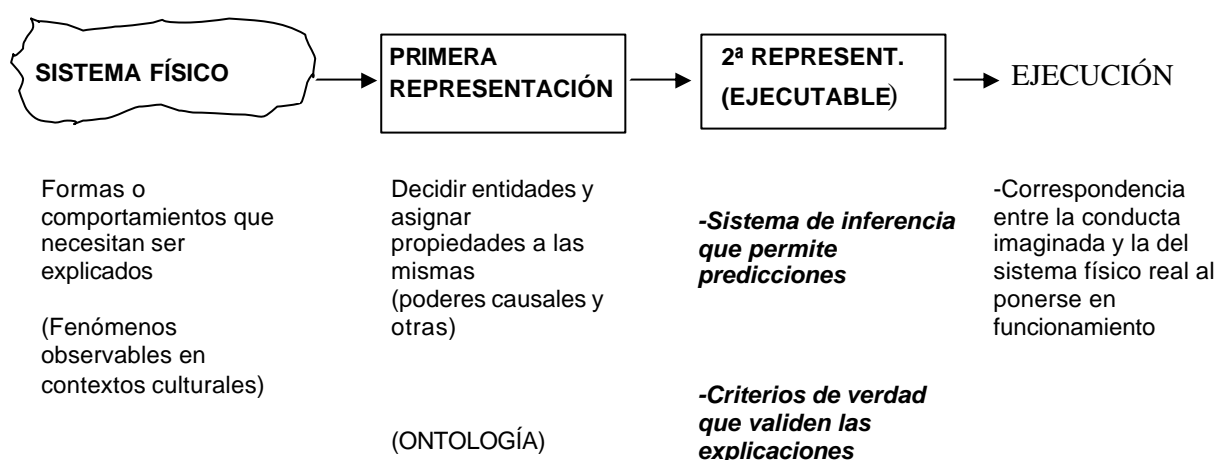 SISTEMA FÍSICO
PRIMERA
REPRESENTACIÓN
2ª REPRESENT.
(EJECUTABLE)
EJECUCIÓN
Formas o
comportamientos que
necesitan ser
explicados
(Fenómenos
observables en
contextos culturales)
Decidir entidades y
asignar
propiedades a las
mismas
(poderes causales y
otras)
(ONTOLOGÍA)
-Sistema de inferencia
que permite
predicciones
-Criterios de verdad
que validen las
explicaciones
-Correspondencia
entre la conducta
imaginada y la del
sistema físico real al
ponerse en
funcionamiento